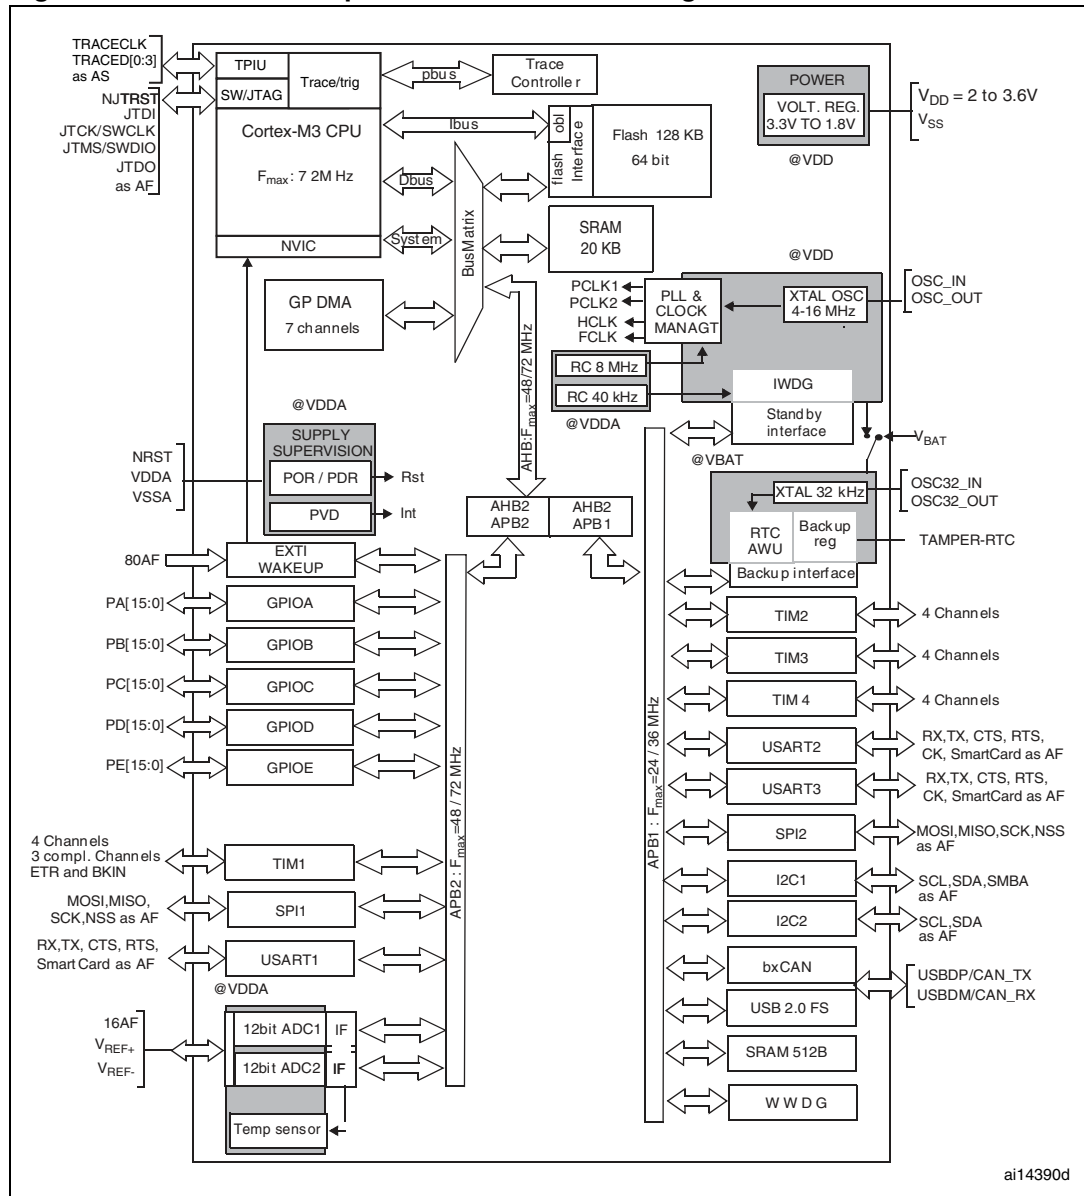 TRACECLK
TRACED[0:3]
as AS
NJTRST
JTDI
JTCK/SWCLK
JTMS/SWDIO
JTDO
as AF
TPIU
SW/JTAG
Trace/trig
Cortex-M3 CPU
Fmax: 7 2M Hz
NVIC
pbus
Trace
Controller
Ibus
Dbus
System
BusMatrix
flash obl
Interface
Flash 128 KB
64 bit
SRAM
20 KB
POWER
VOLT. REG.
3.3V TO 1.8V
@VDD
VDD = 2 to 3.6V
VSS
GP DMA
7 channels
AHB:Fmax=48/72 MHz
PCLK1
PCLK2
HCLK
FCLK
PLL &
CLOCK
MANAGT
@VDD
XTAL OSC
4-16 MHz
OSC_IN
OSC_OUT
RC 8 MHz
RC 40 kHz
@VDDA
IWDG
Standby
interface
@VBAT
VBAT
XTAL 32 kHz
OSC32_IN
OSC32_OUT
RTC
AWU
Backup
reg
TAMPER-RTC
Backup interface
@VDDA
SUPPLY
SUPERVISION
NRST
VDDA
VSSA
POR / PDR
Rst
PVD
Int
AHB2
APB2
AHB2
APB1
80AF
EXTI
WAKEUP
PA[15:0]
GPIOA
PB[15:0]
GPIOB
PC[15:0]
GPIOC
PD[15:0]
GPIOD
PE[15:0]
GPIOE
4 Channels
3 compl. Channels
ETR and BKIN
TIM1
MOSI,MISO,
SCK,NSS as AF
SPI1
RX,TX, CTS, RTS,
SmartCard as AF
USART1
@VDDA
16AF
VREF+
VREF-
12bit ADC1
IF
12bit ADC2
IF
Temp sensor
APB2 : Fmax=48 / 72 MHz
APB1 : Fmax=24 / 36 MHz
TIM2
4 Channels
TIM3
4 Channels
TIM 4
4 Channels
USART2
RX,TX, CTS, RTS,
CK, SmartCard as AF
USART3
RX,TX, CTS, RTS,
CK, SmartCard as AF
SPI2
MOSI,MISO,SCK,NSS
as AF
I2C1
SCL,SDA,SMBA
as AF
I2C2
SCL,SDA
as AF
bxCAN
USBDP/CAN_TX
USBDM/CAN_RX
USB 2.0 FS
SRAM 512B
W W D G
ai14390d